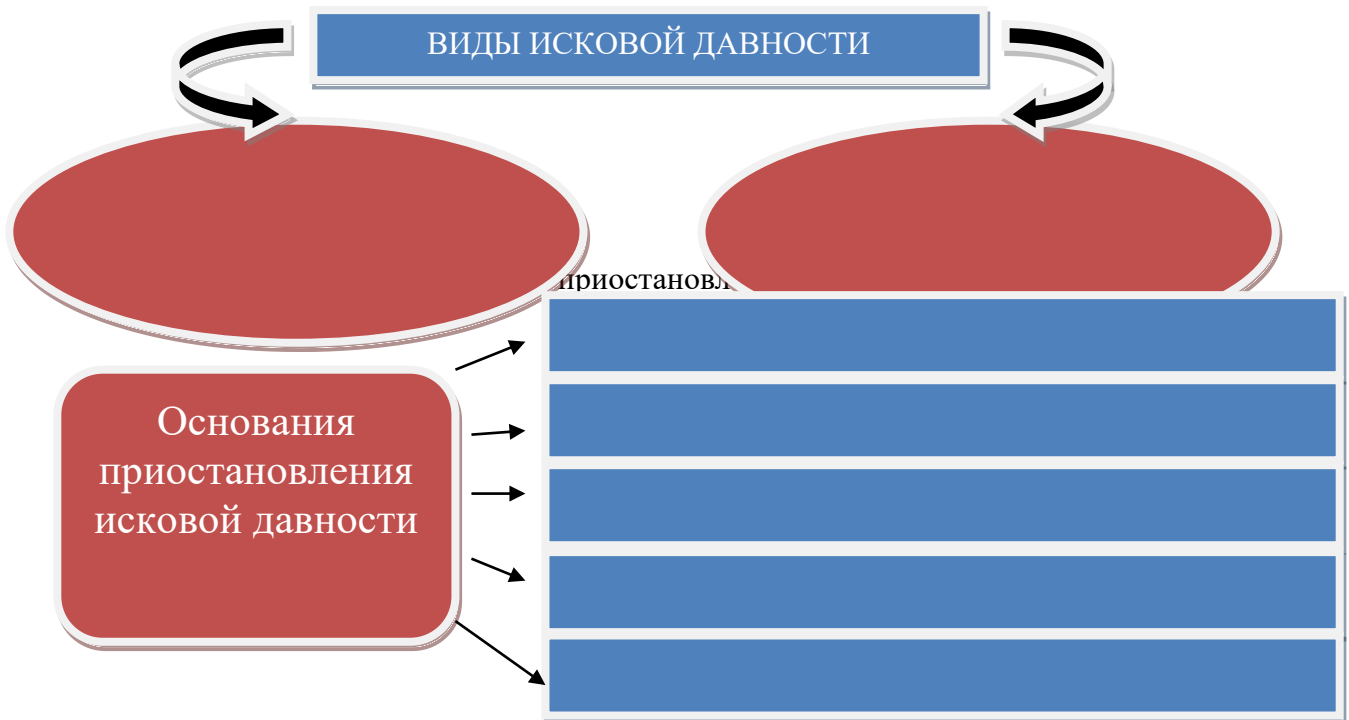 ВИДЫ ИСКОВОЙ ДАВНОСТИ
Основания
приостановления
исковой давности